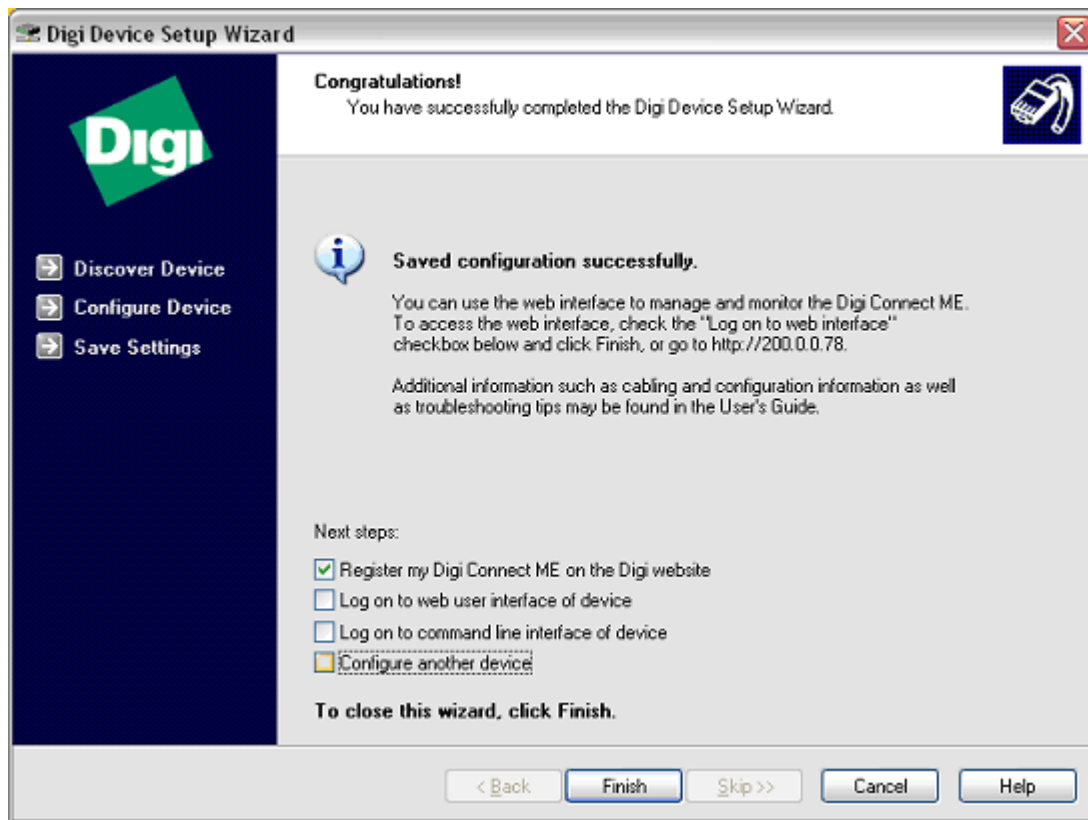 Digi Device Setup Wizard
Digi
Discover Device
Configure Device
Save Settings
Congratulations!
You have successfully completed the Digi Device Setup Wizard.
Saved configuration successfully.
You can use the web interface to manage and monitor the Digi Connect ME.
To access the web interface, check the "Log on to web interface"
checkbox below and click Finish, or go to http://200.0.0.78.
Additional information such as cabling and configuration information as well
as troubleshooting tips may be found in the User's Guide.
Next steps:
Register my Digi Connect ME on the Digi website
Log on to web user interface of device
Log on to command line interface of device
Configure another device
To close this wizard, click Finish.
< Back
Finish
Skip >>
Cancel
Help